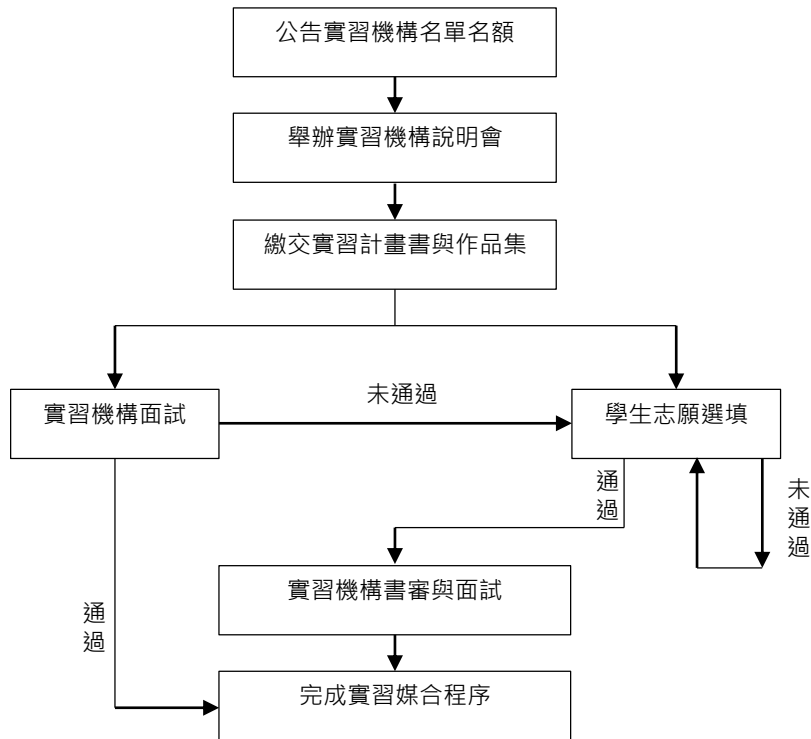 公告實習機構名單名額
舉辦實習機構說明會
繳交實習計畫書與作品集
實習機構面試
未通過
學生志願選填
通過
未通過
實習機構書審與面試
通過
完成實習媒合程序